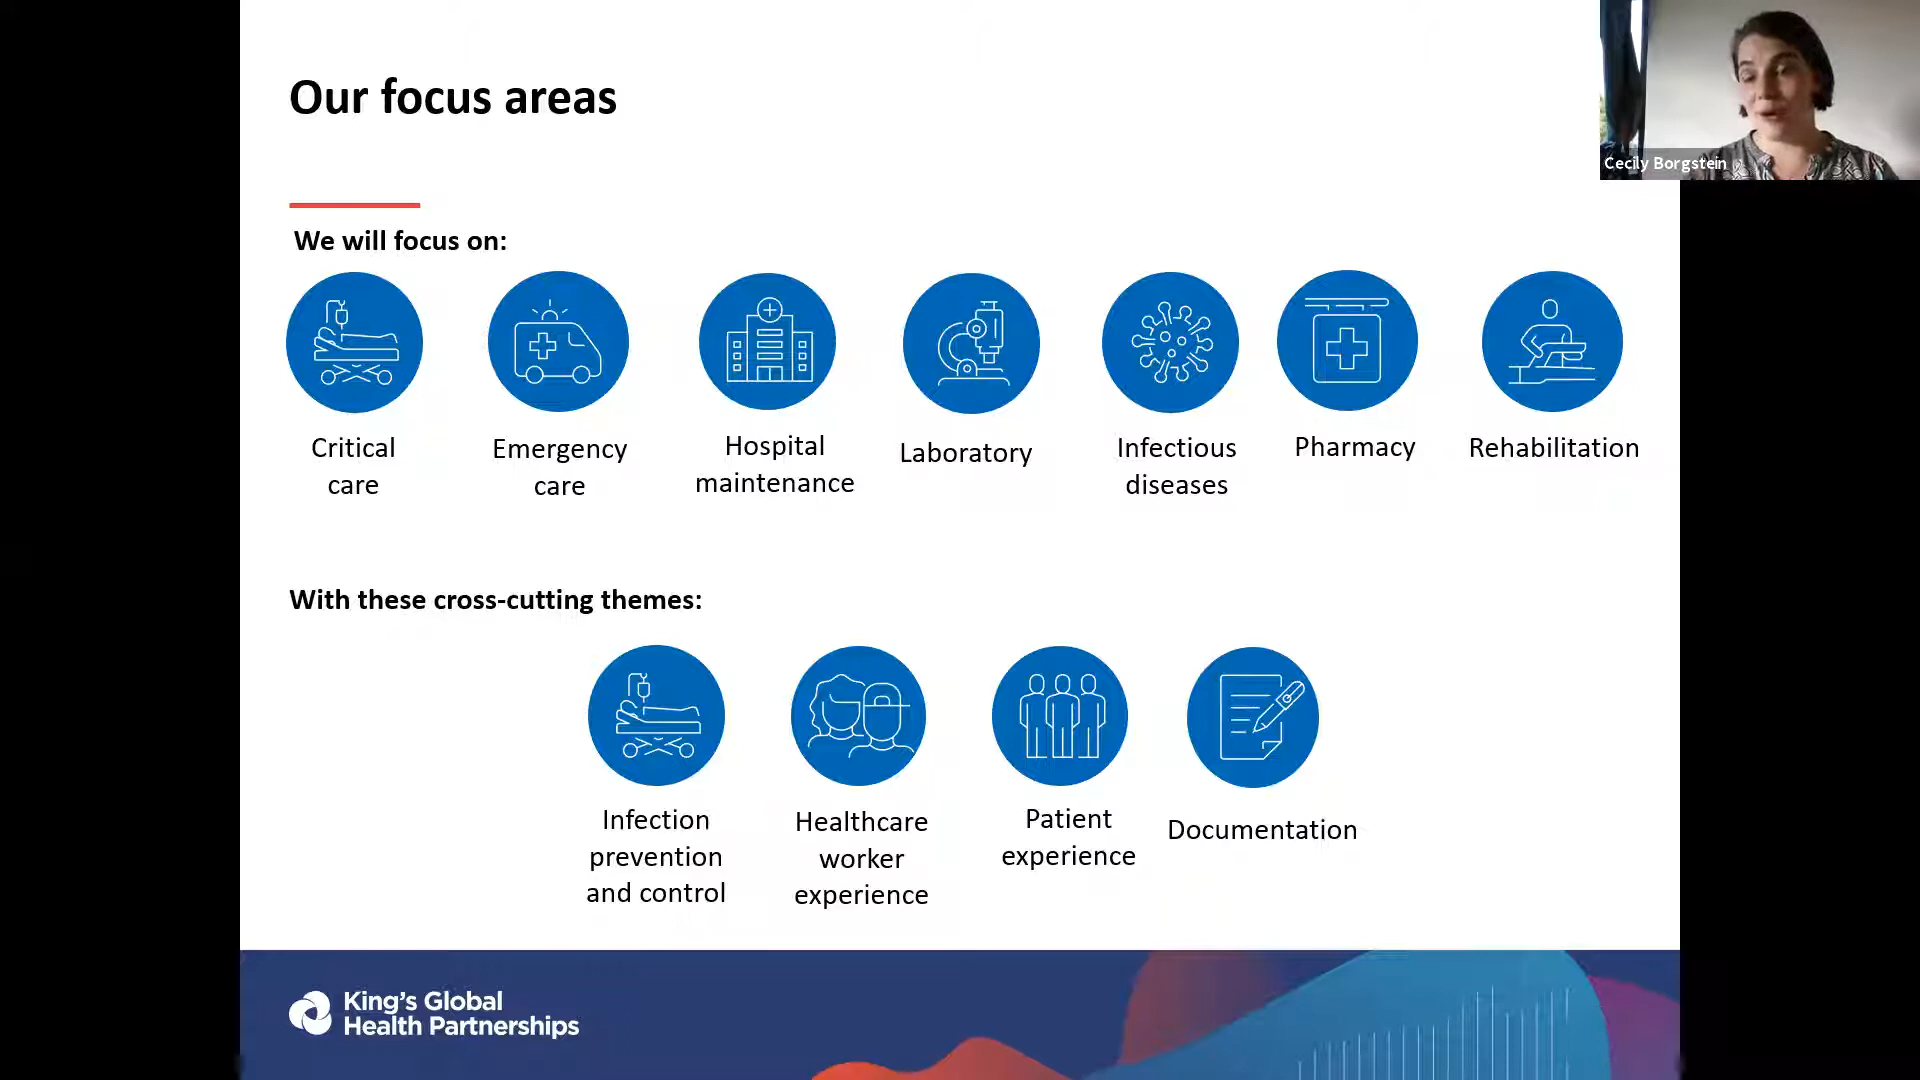 Our focus areas
Cecily Borgstein
We will focus on:
Critical
care
Emergency
care
Hospital
maintenance
Laboratory
Infectious
diseases
Pharmacy
Rehabilitation
With these cross-cutting themes:
Infection
prevention
and control
Healthcare
worker
experience
Patient
experience
Documentation
King's Global
Health Partnerships